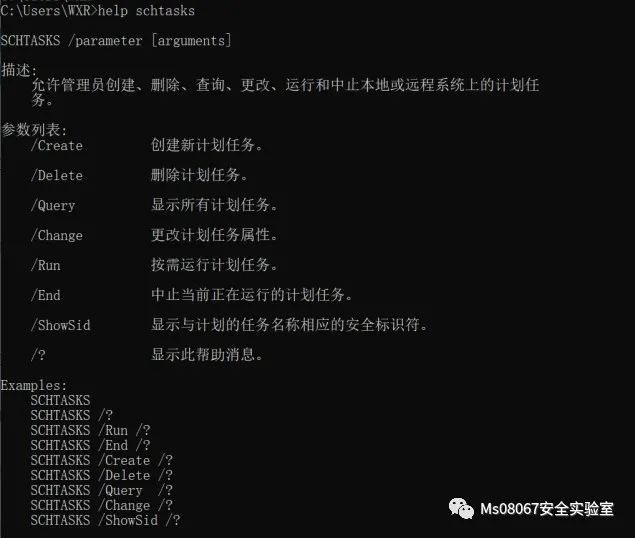 C:\Users\WXR>help schtasks
SCHTASKS /parameter [arguments]
描述:
允许管理员创建、删除、查询、更改、运行和中止本地或远程系统上的计划任
务。
参数列表:
/Create 创建新计划任务。
/Delete 删除计划任务。
/Query 显示所有计划任务。
/Change 更改计划任务属性。
/Run 按需运行计划任务。
/End 中止当前正在运行的计划任务。
/ShowSid 显示与计划的任务名称相应的安全标识符。
/? 显示此帮助消息。
Examples:
SCHTASKS
SCHTASKS /?
SCHTASKS /Run /?
SCHTASKS /End /?
SCHTASKS /Create /?
SCHTASKS /Delete /?
SCHTASKS /Query  /?
SCHTASKS /Change /?
SCHTASKS /ShowSid /?
Ms08067安全实验室